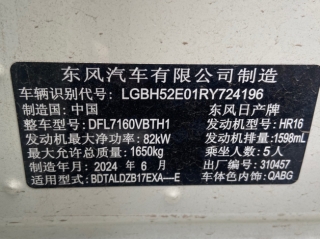 东风汽车有限公司制造
车辆识别代号: LGBH52E01RY724196
制造国: 中国 东风日产牌
整车型号: DFL7160VBTH1 发动机型号: HR16
发动机最大净功率: 82kW 发动机排量: 1598mL
最大允许总质量: 1650kg 乘坐人数: 5人
制造年月: 2024 年 6 月 出厂编号: 310457
适用型式: BDTALDZB17EXA—E 车体色内饰: QABG